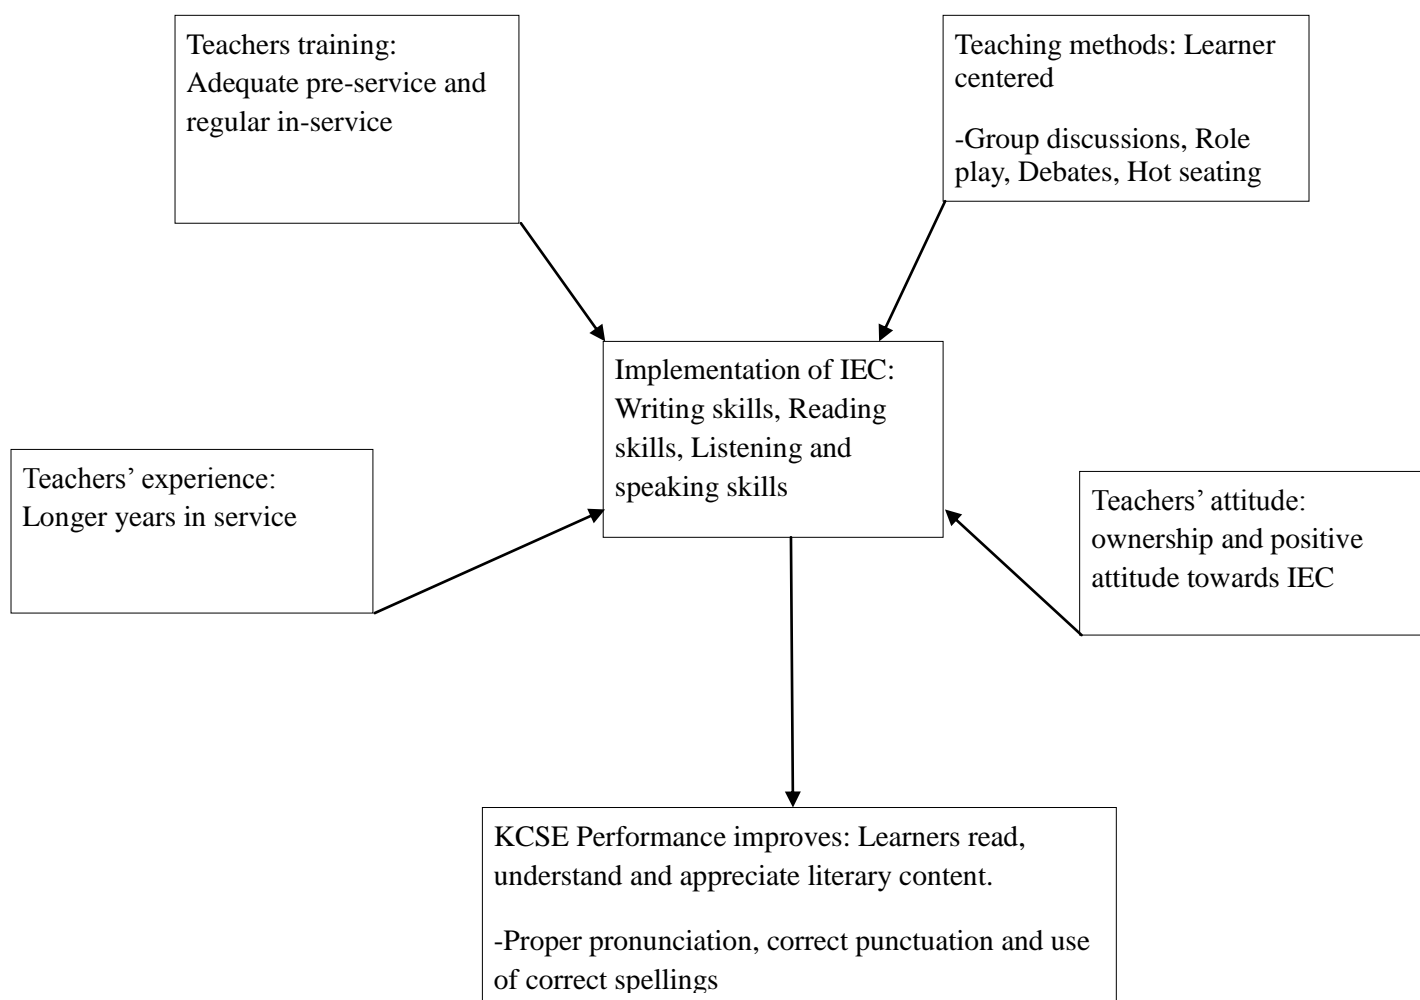 Teachers training:
Adequate pre-service and
regular in-service
Teaching methods: Learner
centered
-Group discussions, Role
play, Debates, Hot seating
Implementation of IEC:
Writing skills, Reading
skills, Listening and
speaking skills
Teachers’ experience:
Longer years in service
Teachers’ attitude:
ownership and positive
attitude towards IEC
KCSE Performance improves: Learners read,
understand and appreciate literary content.
-Proper pronunciation, correct punctuation and use
of correct spellings